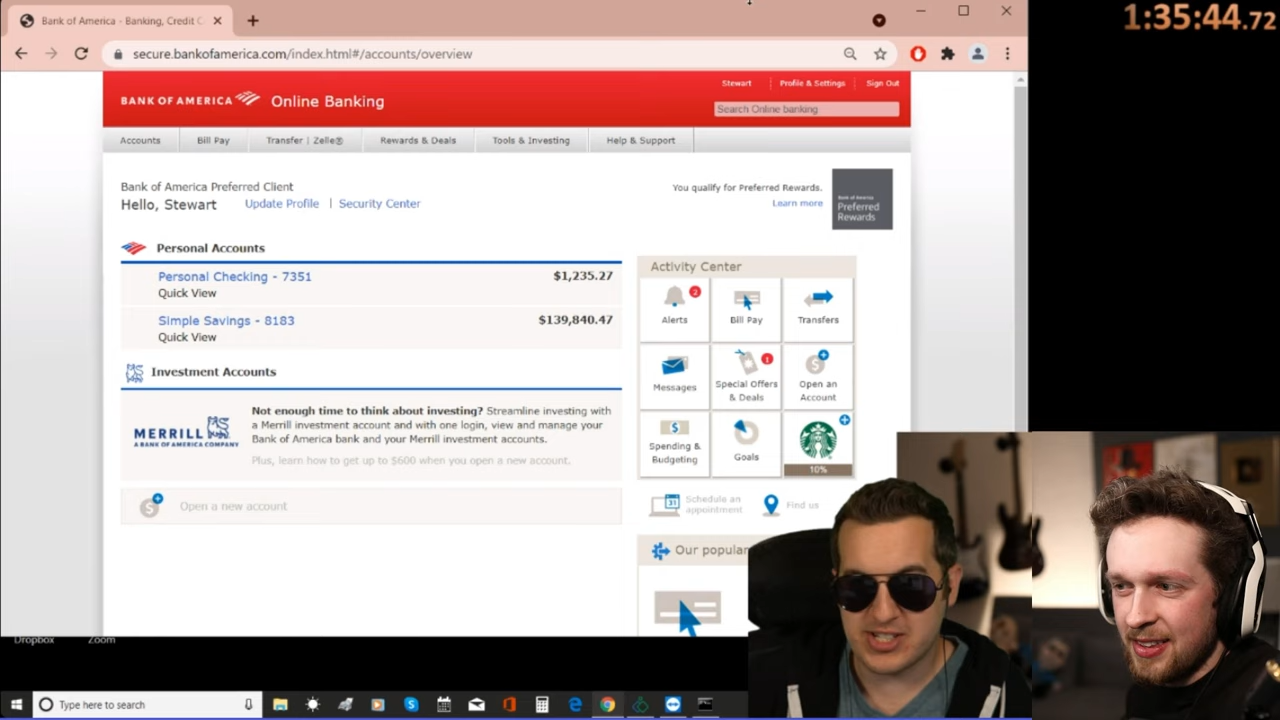 1:35:44.72
Bank of America - Banking, Credit C
secure.bankofamerica.com/index.html#/accounts/overview
Stewart
Profile & Settings
Sign Out
BANK OF AMERICA
Online Banking
Search Online banking
Accounts
Bill Pay
Transfer | Zelle®
Rewards & Deals
Tools & Investing
Help & Support
Bank of America Preferred Client
Hello, Stewart
Update Profile
Security Center
You qualify for Preferred Rewards.
Learn more
Bank of America
Preferred
Rewards
Personal Accounts
Personal Checking - 7351
$1,235.27
Quick View
Simple Savings - 8183
$139,840.47
Quick View
Investment Accounts
MERRILL
A BANK OF AMERICA COMPANY
Not enough time to think about investing? Streamline investing with
a Merrill investment account and with one login, view and manage your
Bank of America bank and your Merrill investment accounts.
Plus, learn how to get up to $600 when you open a new account.
Open a new account
Activity Center
2
Alerts
Bill Pay
Transfers
Messages
1
Special Offers
& Deals
Open an
Account
Spending &
Budgeting
Goals
10%
31
Schedule an
appointment
Find us
Our popular
Dropbox
Zoom
Type here to search